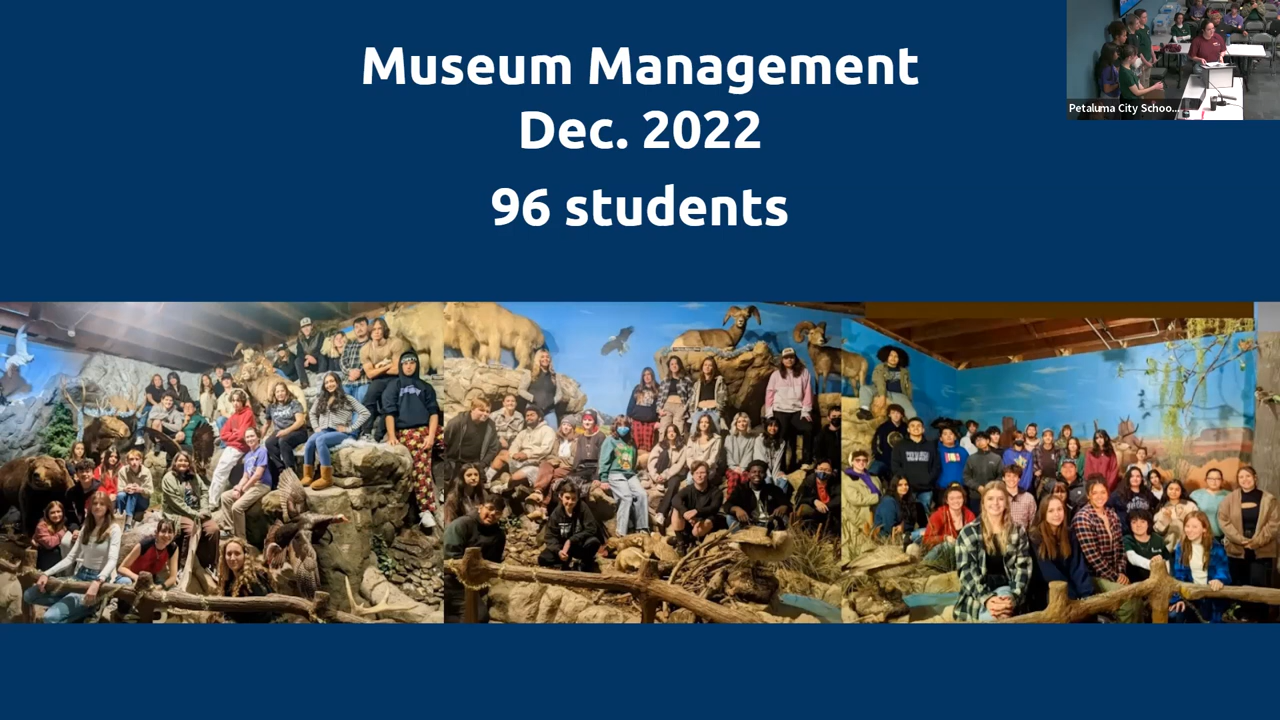 Museum Management
Dec. 2022
96 students
Petaluma City Schoo...